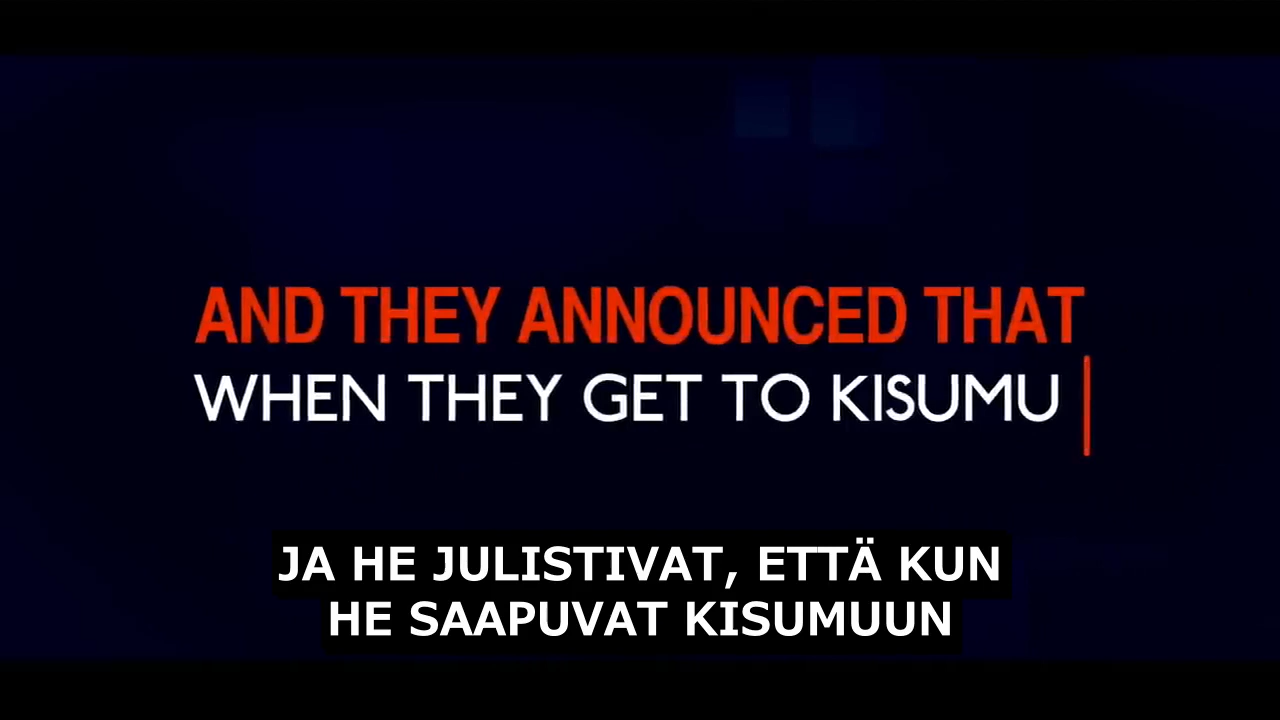 AND THEY ANNOUNCED THAT
WHEN THEY GET TO KISUMU
JA HE JULISTIVAT, ETTÄ KUN
HE SAAPUVAT KISUMUUN